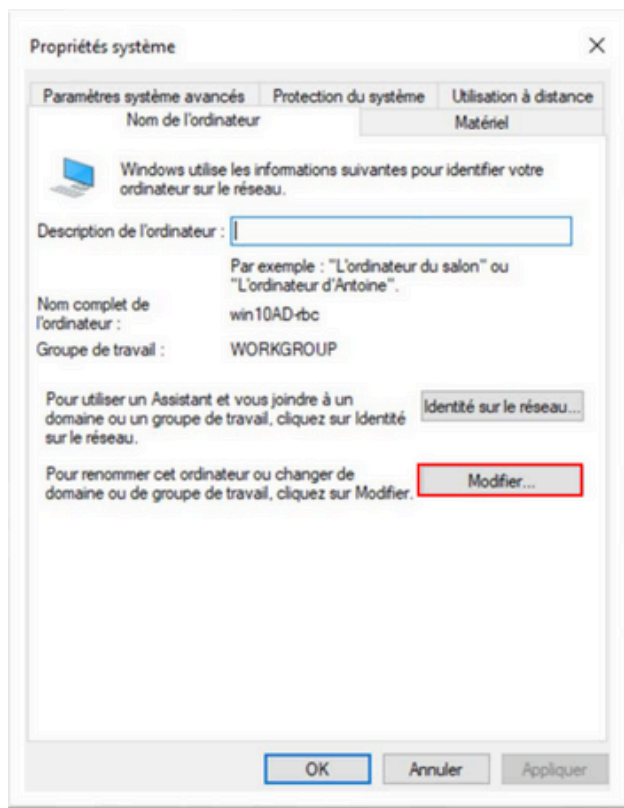 Propriétés système
Paramètres système avancés Protection du système Utilisation à distance
Nom de l'ordinateur Matériel
Windows utilise les informations suivantes pour identifier votre
ordinateur sur le réseau.
Description de l'ordinateur :
Par exemple : "L'ordinateur du salon" ou
"L'ordinateur d'Antoine".
Nom complet de
l'ordinateur :
win10AD-rbc
Groupe de travail : WORKGROUP
Pour utiliser un Assistant et vous joindre à un
domaine ou un groupe de travail, cliquez sur Identité
sur le réseau.
Identité sur le réseau...
Pour renommer cet ordinateur ou changer de
domaine ou de groupe de travail, cliquez sur Modifier.
Modifier...
OK Annuler Appliquer